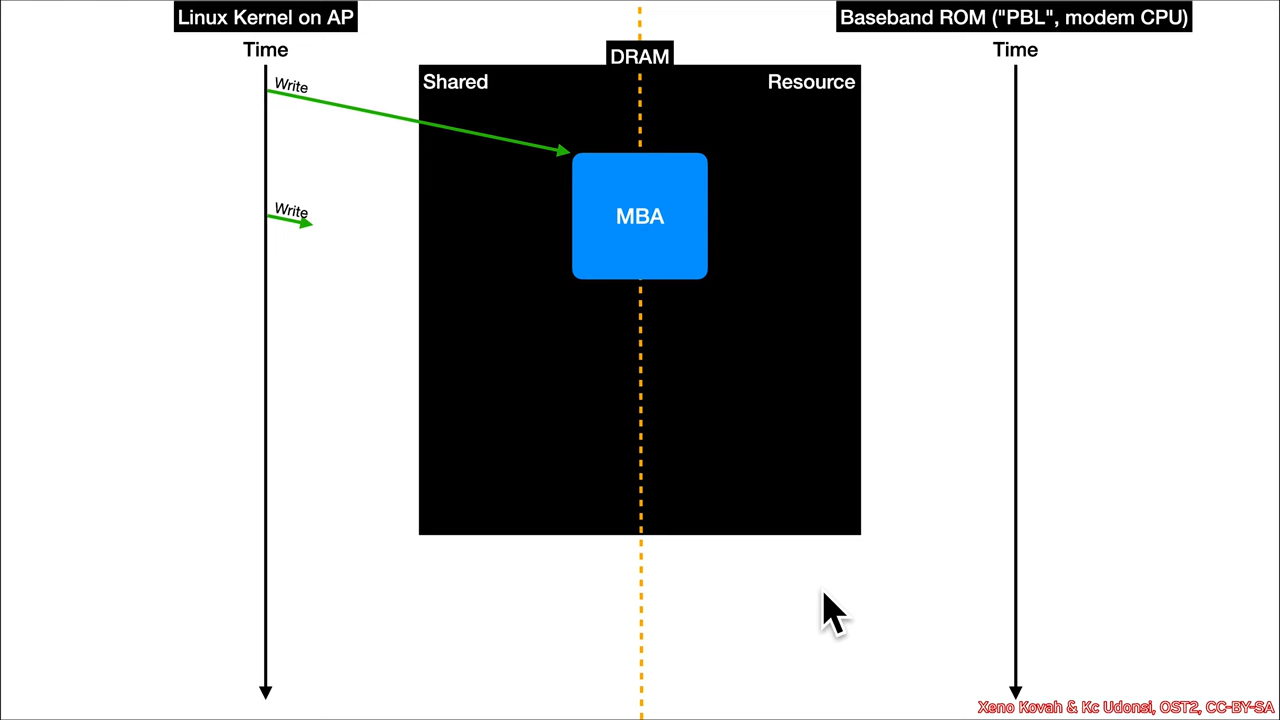 Linux Kernel on AP
Baseband ROM ("PBL", modem CPU)
Time
DRAM
Time
Shared
Resource
Write
MBA
Write
Xeno Kovah & Kc Udonsi, OST2, CC-BY-SA